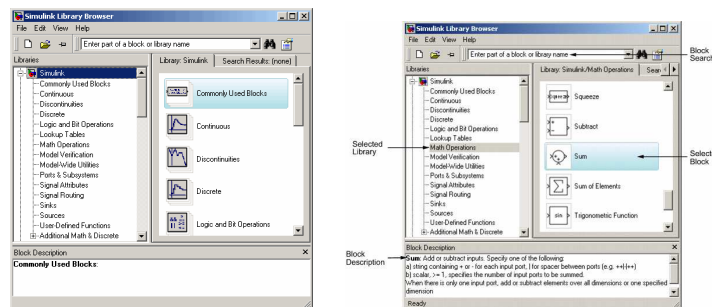 Simulink Library Browser
File Edit View Help
Enter part of a block or library name
Libraries
Library: Simulink
Search Results: (none)
Simulink
Commonly Used Blocks
Continuous
Discontinuities
Discrete
Logic and Bit Operations
Lookup Tables
Math Operations
Model Verification
Model-Wide Utilities
Ports & Subsystems
Signal Attributes
Signal Routing
Sinks
Sources
User-Defined Functions
Additional Math & Discrete
Commonly Used Blocks
Continuous
Discontinuities
Discrete
Logic and Bit Operations
Block Description
Commonly Used Blocks:
Simulink Library Browser
File Edit View Help
Enter part of a block or library name
Block
Search
Libraries
Library: Simulink/Math Operations
Sear
Simulink
Commonly Used Blocks
Continuous
Discontinuities
Discrete
Logic and Bit Operations
Lookup Tables
Math Operations
Model Verification
Model-Wide Utilities
Ports & Subsystems
Signal Attributes
Signal Routing
Sinks
Sources
User-Defined Functions
Additional Math & Discrete
Squeeze
Subtract
Sum
Sum of Elements
sin
Trigonometric Function
Selected
Library
Select
Block
Block
Description
Block Description
Sum: Add or subtract inputs. Specify one of the following:
a) string containing + or - for each input port, | for spacer between ports (e.g. ++|-|++)
b) scalar, >= 1, specifies the number of input ports to be summed.
When there is only one input port, add or subtract elements over all dimensions or one specified
dimension
Ready